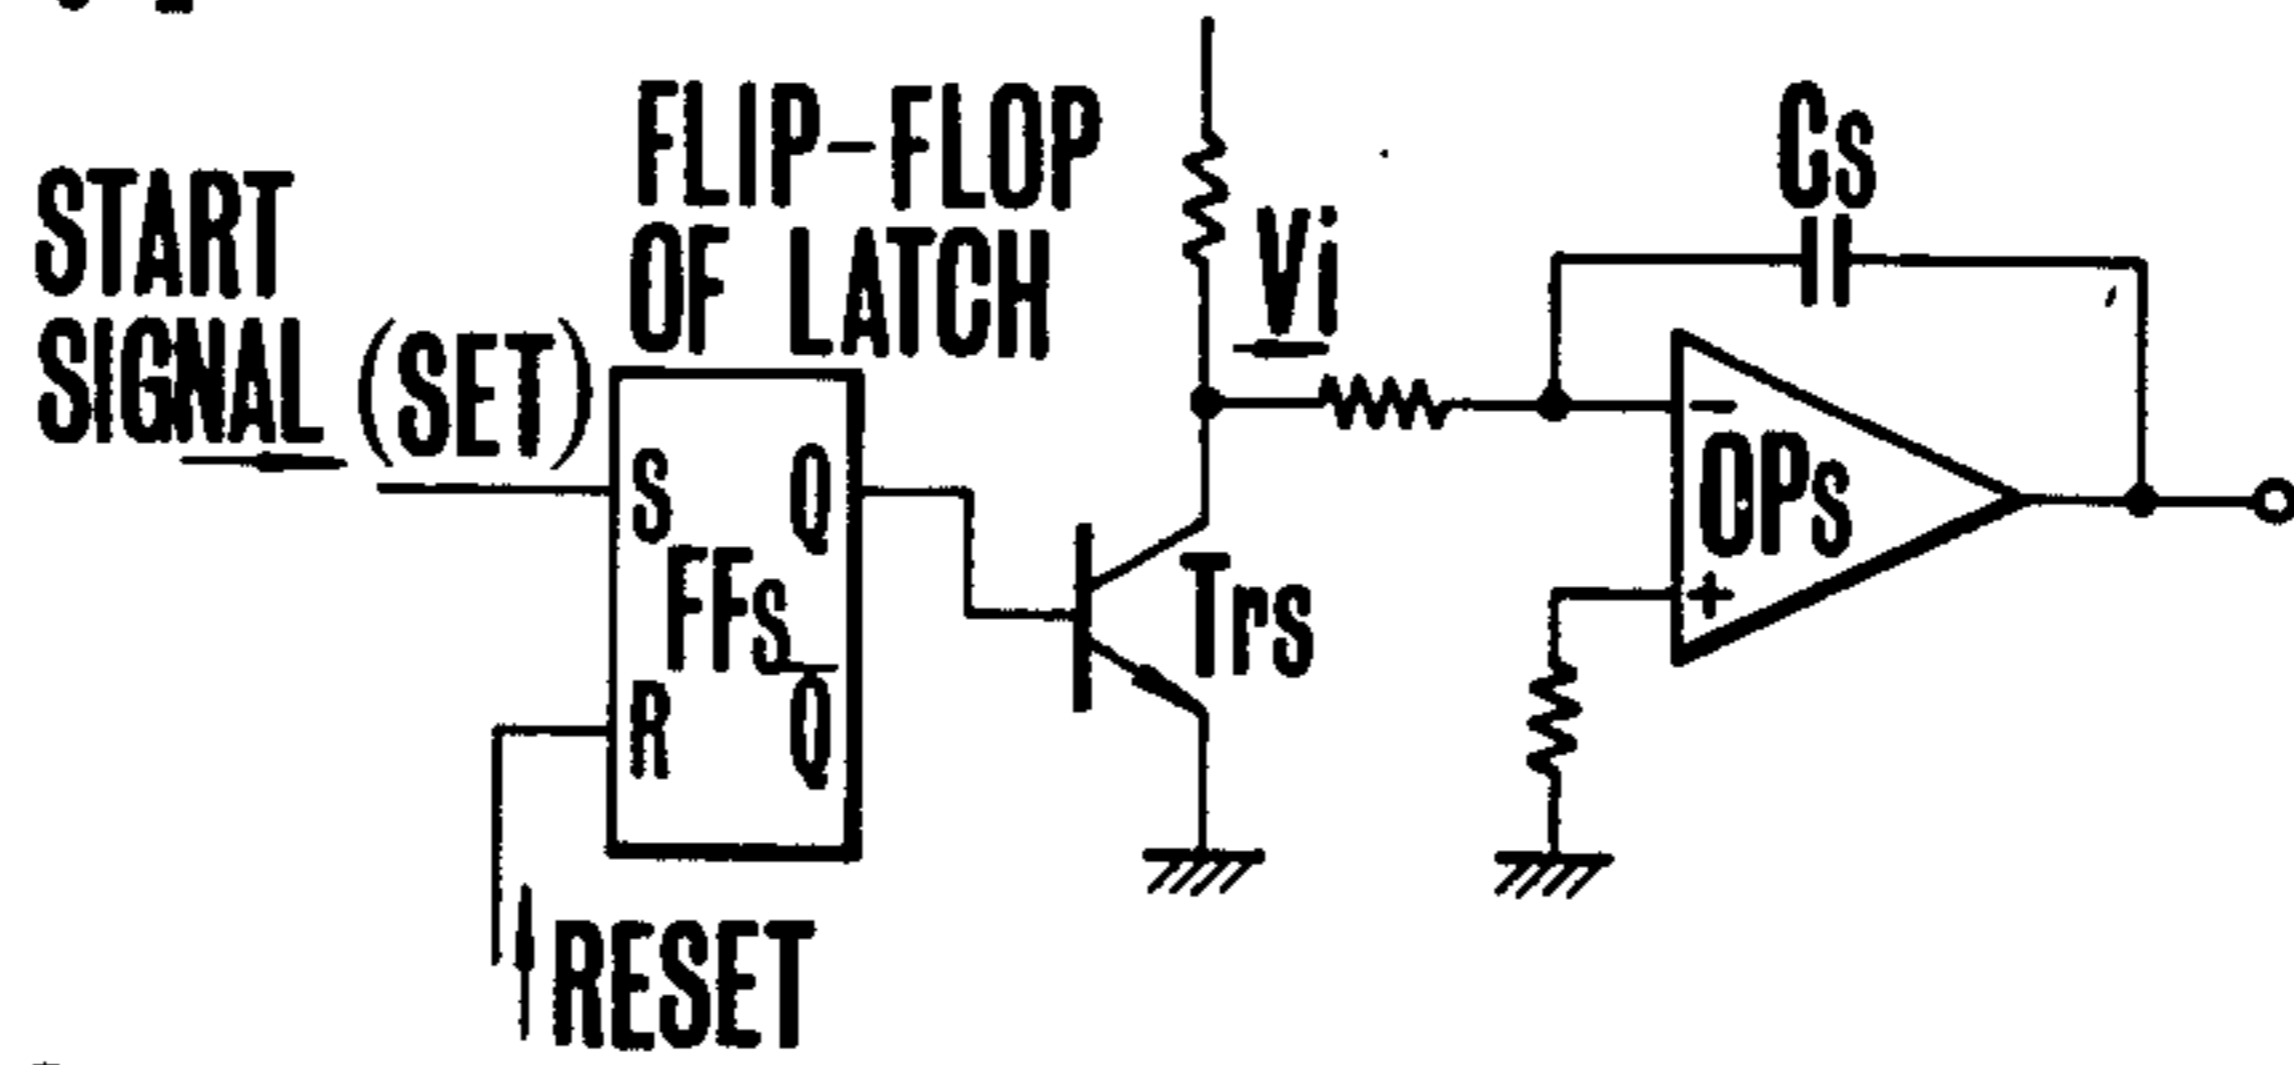 START
SIGNAL (SET)
FLIP-FLOP
OF LATCH
Vi
Cs
S Q
FFs
R Q̅
Trs
-
OPs
+
RESET